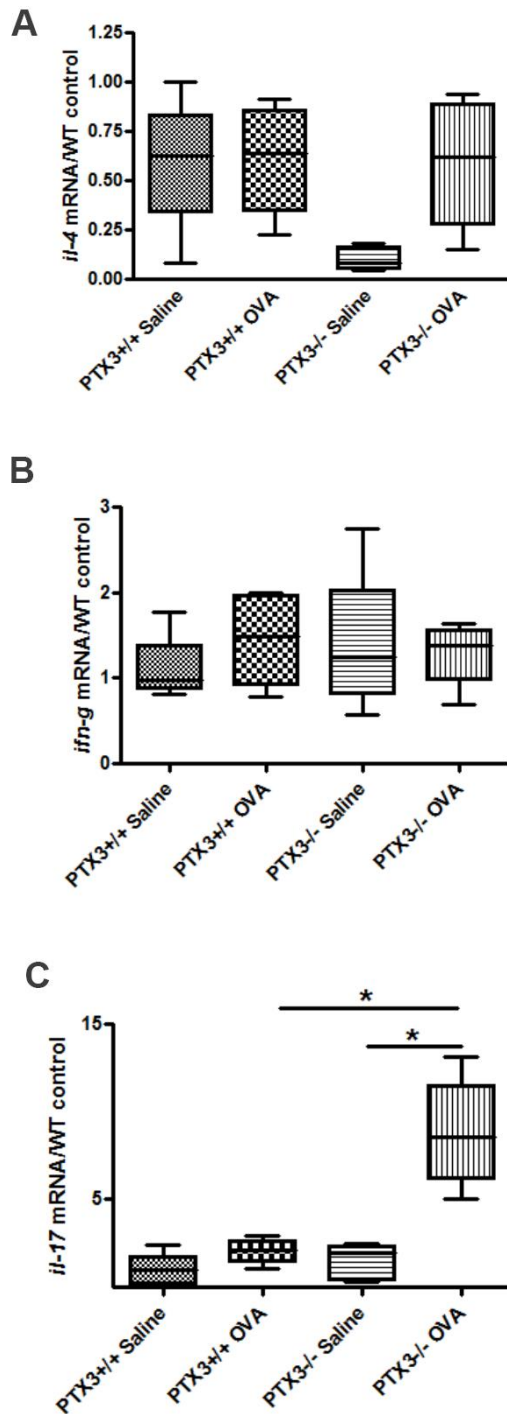 A
il-4 mRNA/WT control
1.25
1.00
0.75
0.50
0.25
0.00
PTX3+/+ Saline
PTX3+/+ OVA
PTX3-/- Saline
PTX3-/- OVA
B
ifn-g mRNA/WT control
3
2
1
0
PTX3+/+ Saline
PTX3+/+ OVA
PTX3-/- Saline
PTX3-/- OVA
C
il-17 mRNA/WT control
15
5
*
*
PTX3+/+ Saline
PTX3+/+ OVA
PTX3-/- Saline
PTX3-/- OVA